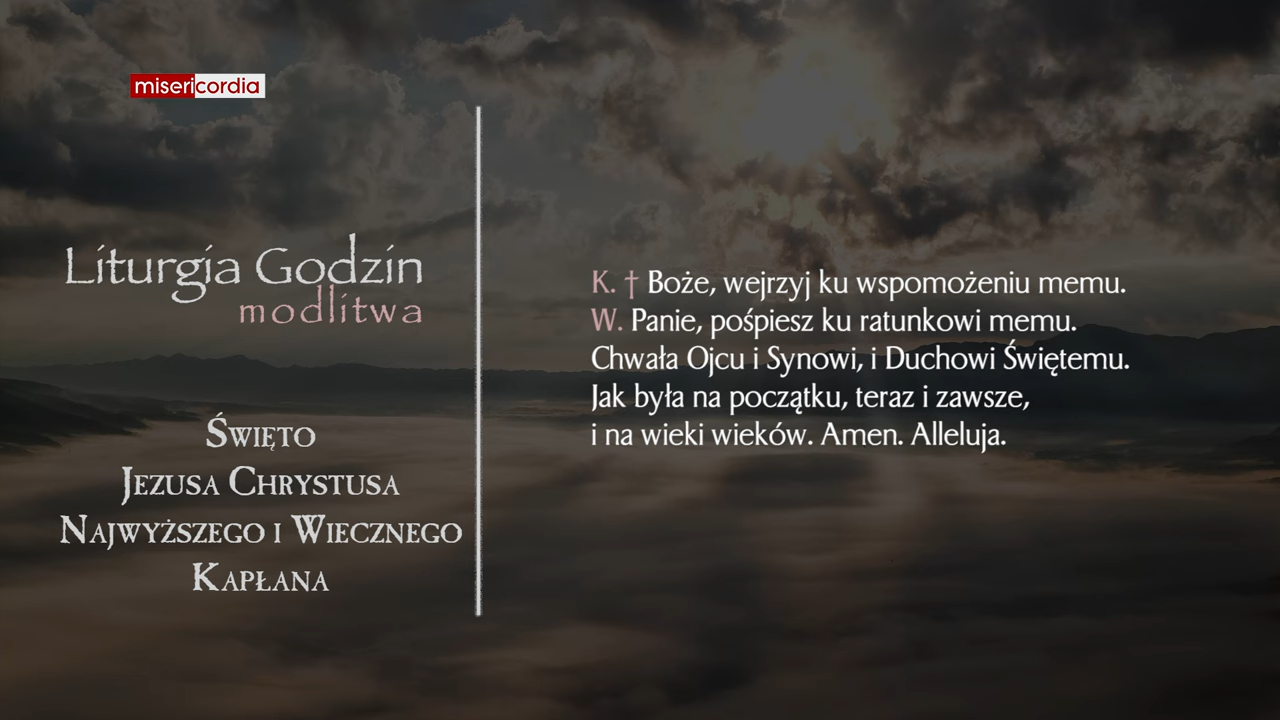 misericordia
Liturgia Godzin
modlitwa
Święto
Jezusa Chrystusa
Najwyższego i Wiecznego
Kapłana
K. † Boże, wejrzyj ku wspomożeniu memu.
W. Panie, pośpiesz ku ratunkowi memu.
Chwała Ojcu i Synowi, i Duchowi Świętemu.
Jak była na początku, teraz i zawsze,
i na wieki wieków. Amen. Alleluja.